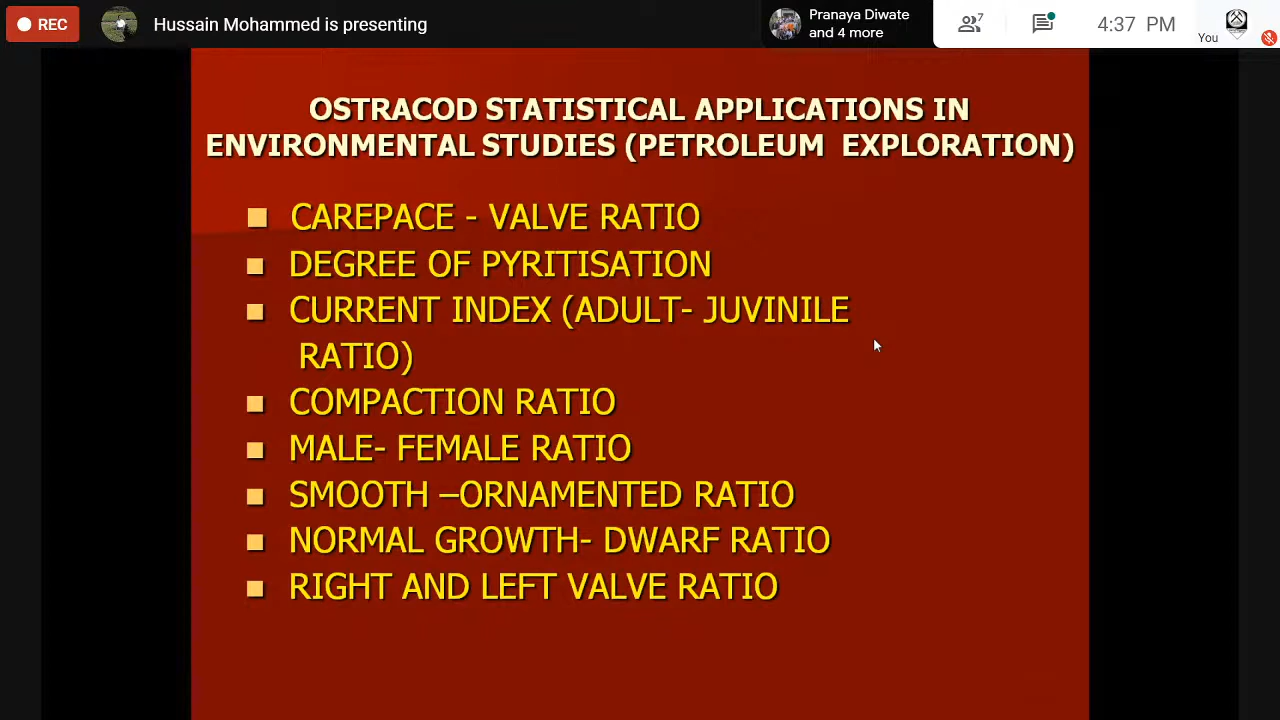 REC
Hussain Mohammed is presenting
Pranaya Diwate
and 4 more
7
4:37 PM
You
OSTRACOD STATISTICAL APPLICATIONS IN
ENVIRONMENTAL STUDIES (PETROLEUM EXPLORATION)
CAREPACE - VALVE RATIO
DEGREE OF PYRITISATION
CURRENT INDEX (ADULT- JUVINILE
RATIO)
COMPACTION RATIO
MALE- FEMALE RATIO
SMOOTH –ORNAMENTED RATIO
NORMAL GROWTH- DWARF RATIO
RIGHT AND LEFT VALVE RATIO